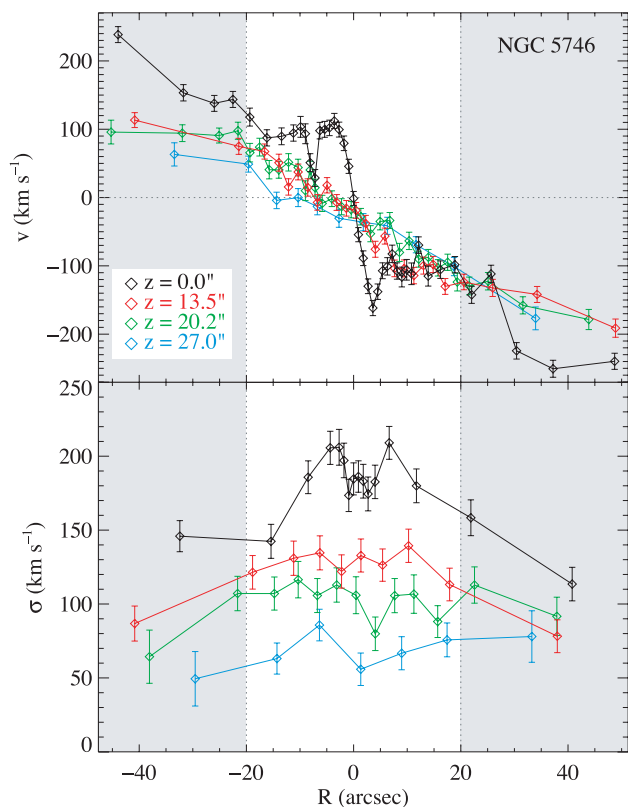 NGC 5746
200
100
0
−100
−200
v (km s⁻¹)
z = 0.0"
z = 13.5"
z = 20.2"
z = 27.0"
250
200
150
100
50
0
σ (km s⁻¹)
−40 −20 0 20 40
R (arcsec)